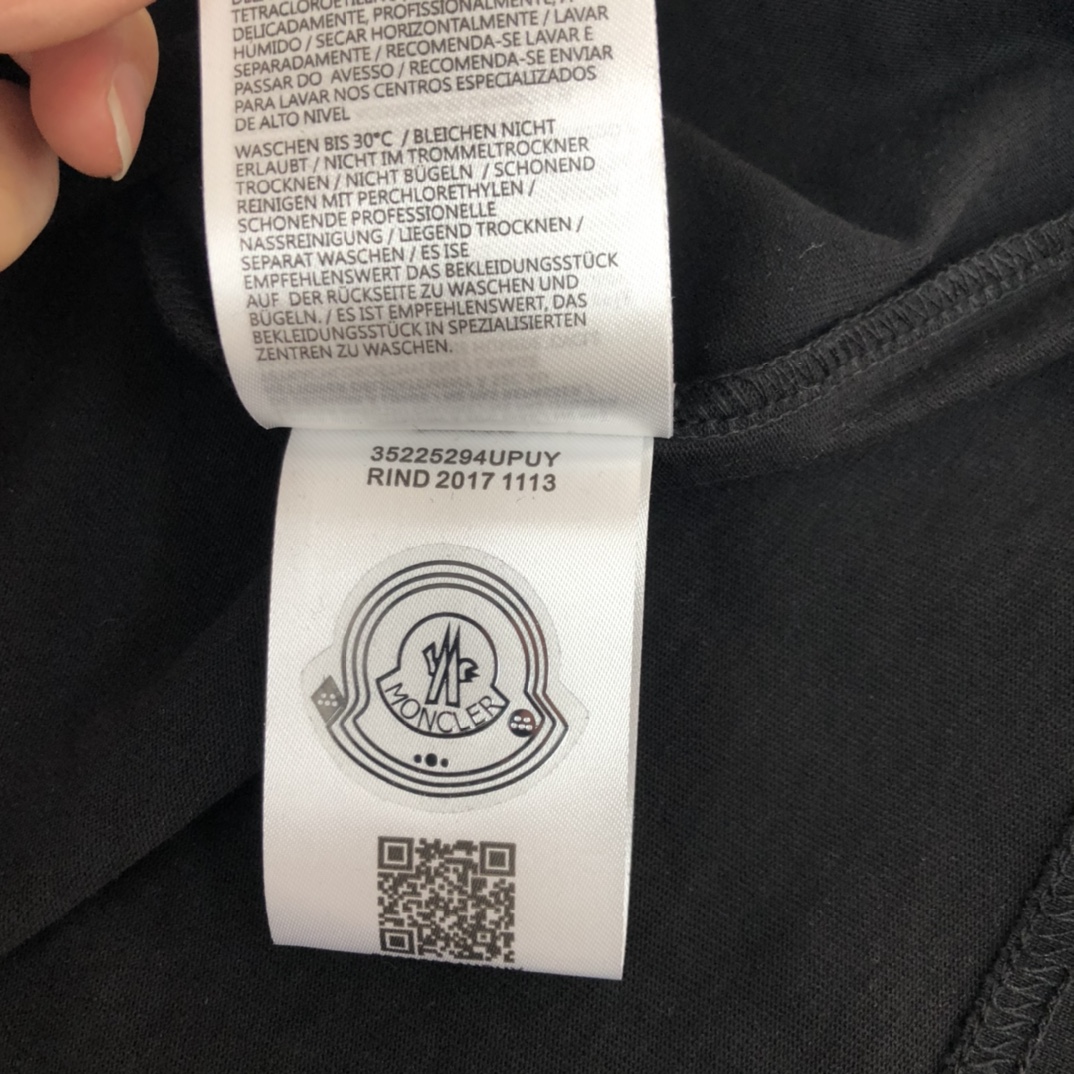 TETRACLOROETILENO
DELICADAMENTE, PROFISSIONALMENTE, A
HÚMIDO / SECAR HORIZONTALMENTE / LAVAR
SEPARADAMENTE / RECOMENDA-SE LAVAR E
PASSAR DO AVESSO / RECOMENDA-SE ENVIAR
PARA LAVAR NOS CENTROS ESPECIALIZADOS
DE ALTO NIVEL
WASCHEN BIS 30°C / BLEICHEN NICHT
ERLAUBT / NICHT IM TROMMELTROCKNER
TROCKNEN / NICHT BÜGELN / SCHONEND
REINIGEN MIT PERCHLORETHYLEN /
SCHONENDE PROFESSIONELLE
NASSREINIGUNG / LIEGEND TROCKNEN /
SEPARAT WASCHEN / ES ISE
EMPFEHLENSWERT DAS BEKLEIDUNGSSTÜCK
AUF DER RÜCKSEITE ZU WASCHEN UND
BÜGELN. / ES IST EMPFEHLENSWERT, DAS
BEKLEIDUNGSSTÜCK IN SPEZIALISIERTEN
ZENTREN ZU WASCHEN.
35225294UPUY
RIND 2017 1113
MONCLER